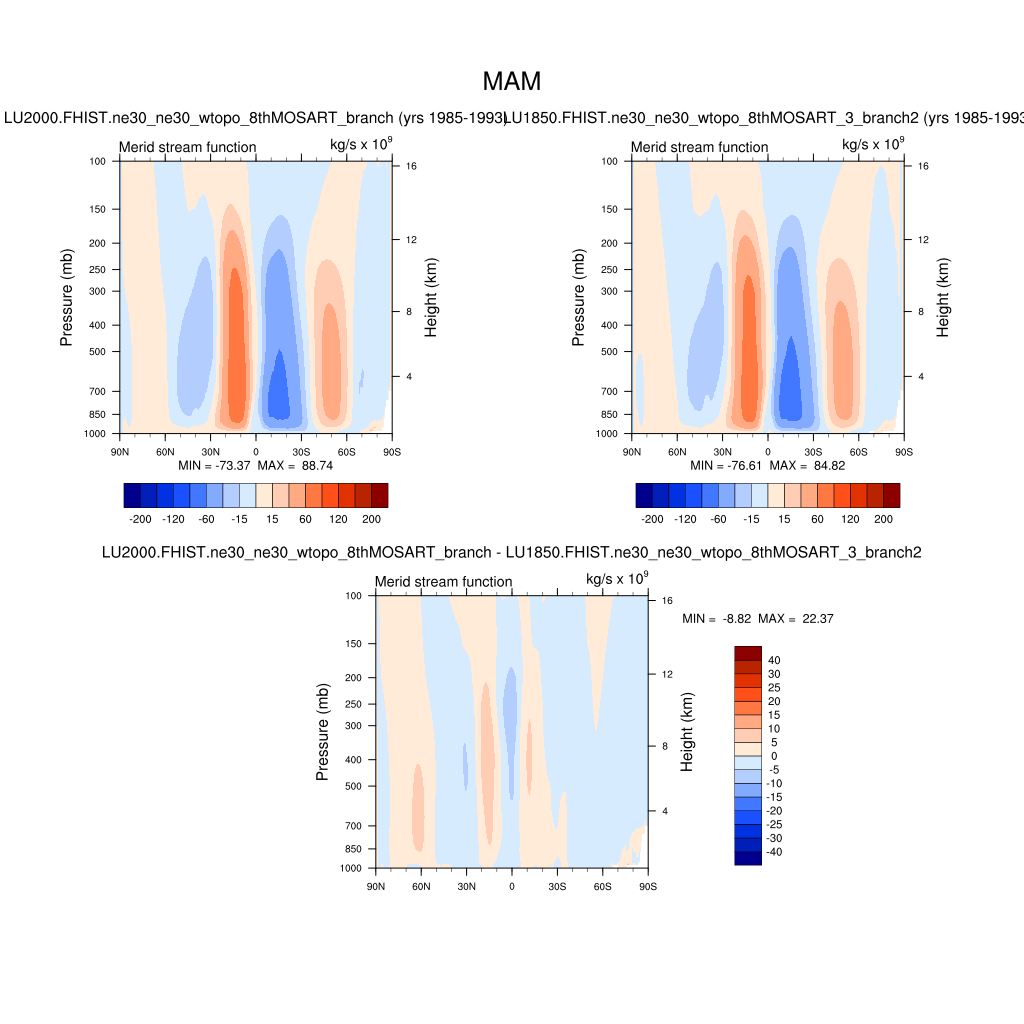 MAM
LU2000.FHIST.ne30_ne30_wtopo_8thMOSART_branch (yrs 1985-1993)
LU1850.FHIST.ne30_ne30_wtopo_8thMOSART_3_branch2 (yrs 1985-1993
Merid stream function kg/s x 10⁹
Pressure (mb)
100
150
200
250
300
400
500
700
850
1000
16
12
8
4
Height (km)
90N 60N 30N 0 30S 60S 90S
MIN = -73.37 MAX = 88.74
-200 -120 -60 -15 15 60 120 200
Merid stream function kg/s x 10⁹
Pressure (mb)
100
150
200
250
300
400
500
700
850
1000
16
12
8
4
Height (km)
90N 60N 30N 0 30S 60S 90S
MIN = -76.61 MAX = 84.82
-200 -120 -60 -15 15 60 120 200
LU2000.FHIST.ne30_ne30_wtopo_8thMOSART_branch - LU1850.FHIST.ne30_ne30_wtopo_8thMOSART_3_branch2
Merid stream function kg/s x 10⁹
Pressure (mb)
100
150
200
250
300
400
500
700
850
1000
16
12
8
4
Height (km)
90N 60N 30N 0 30S 60S 90S
MIN = -8.82 MAX = 22.37
40
30
25
20
15
10
5
0
-5
-10
-15
-20
-25
-30
-40